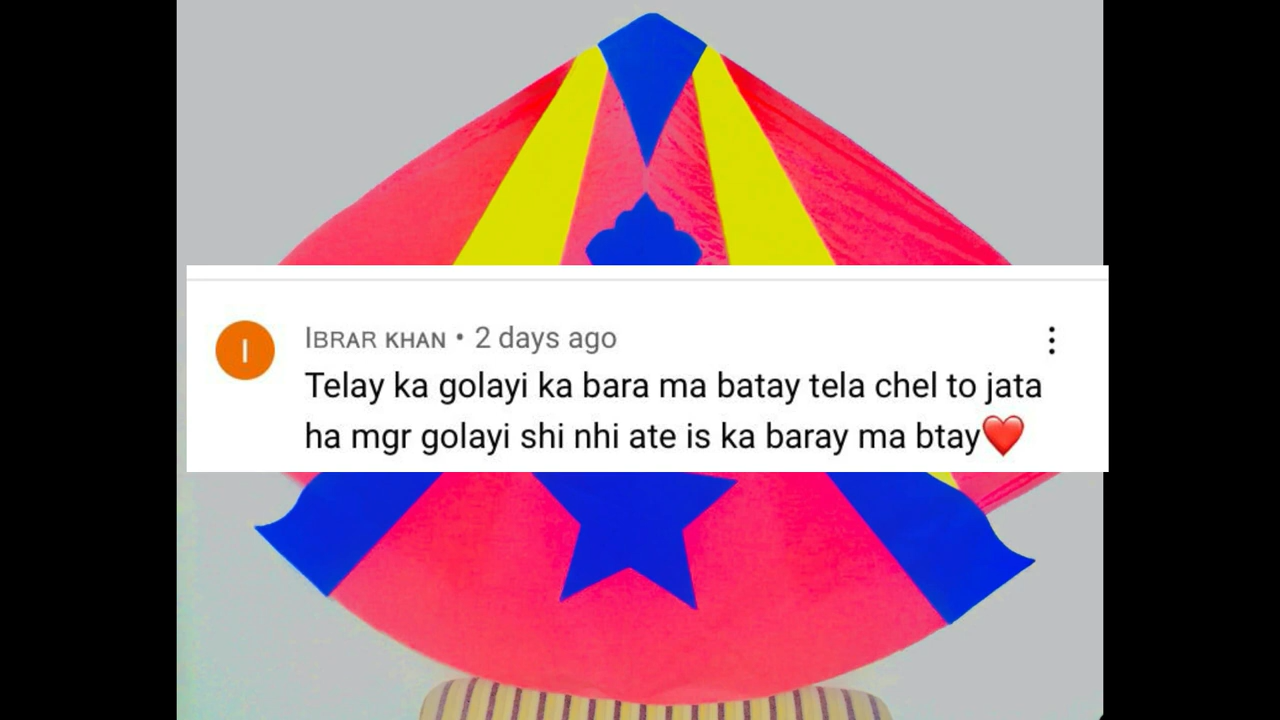 I
IBRAR KHAN • 2 days ago
Telay ka golayi ka bara ma batay tela chel to jata
ha mgr golayi shi nhi ate is ka baray ma btay❤️